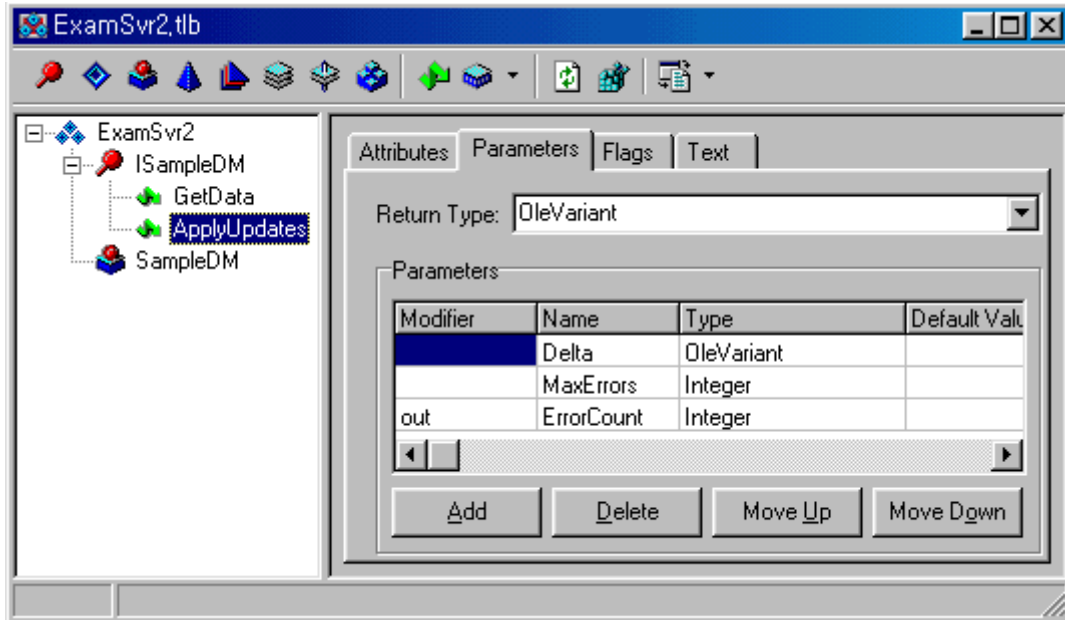 ExamSvr2.tlb
ExamSvr2
ISampleDM
GetData
ApplyUpdates
SampleDM
Attributes Parameters Flags Text
Return Type: OleVariant
Parameters
Modifier Name Type Default Valu
Delta OleVariant
MaxErrors Integer
out ErrorCount Integer
Add Delete Move Up Move Down